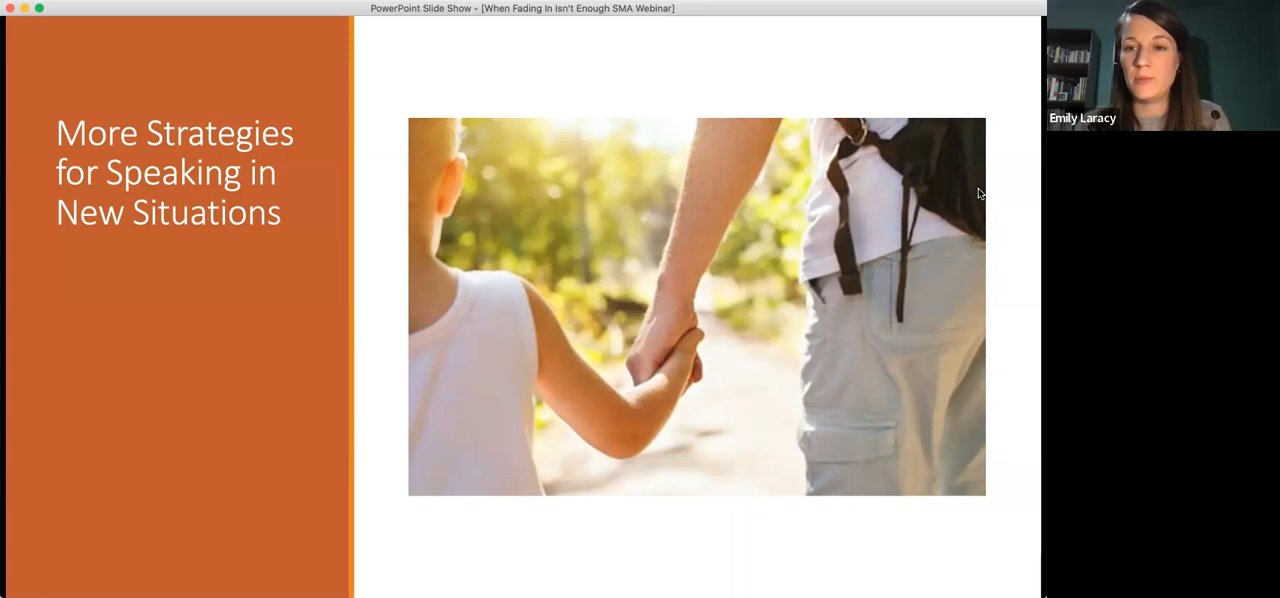 PowerPoint Slide Show - [When Fading In Isn't Enough SMA Webinar]
More Strategies
for Speaking in
New Situations
Emily Laracy